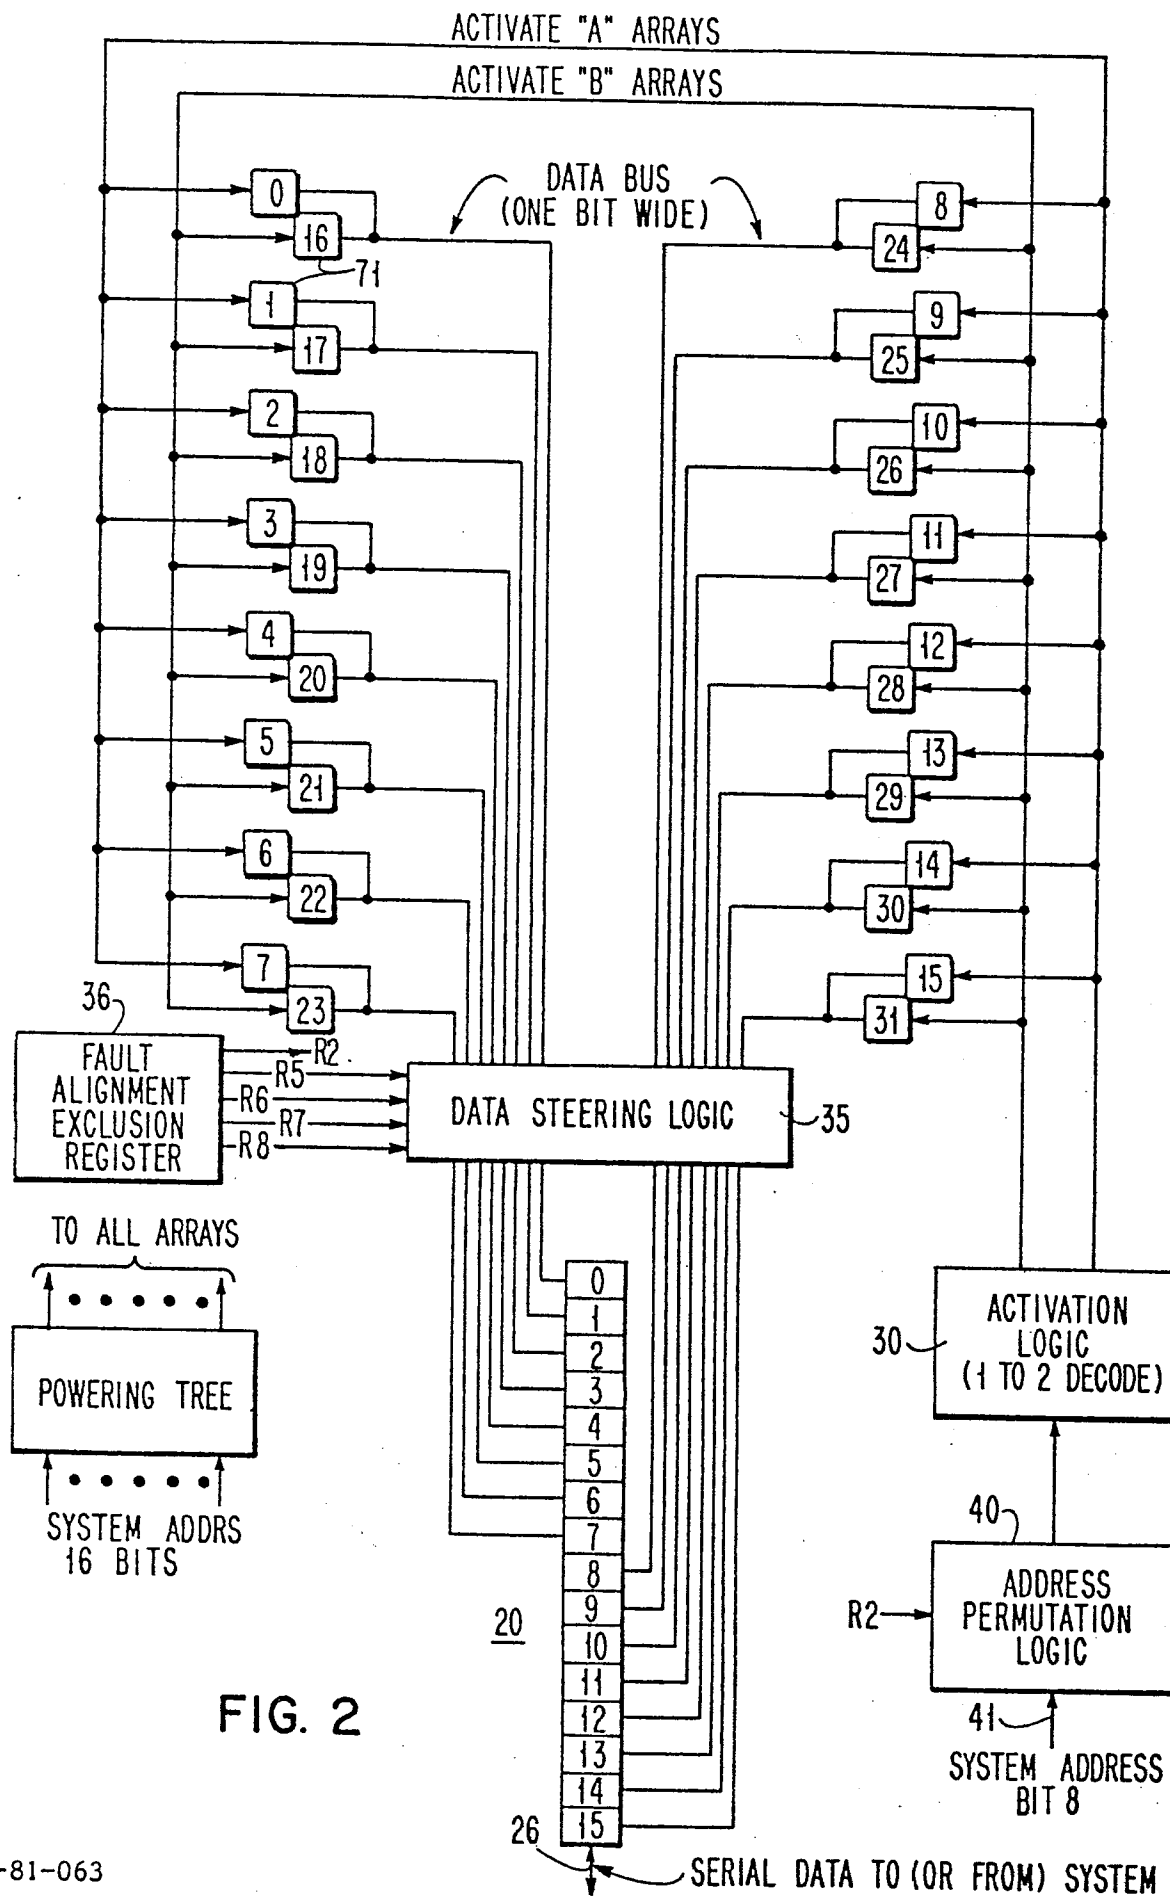 ACTIVATE "A" ARRAYS
ACTIVATE "B" ARRAYS
DATA BUS
(ONE BIT WIDE)
0
16
71
1
17
2
18
3
19
4
20
5
21
6
22
7
23
8
24
9
25
10
26
11
27
12
28
13
29
14
30
15
31
36
FAULT
ALIGNMENT
EXCLUSION
REGISTER
R2
R5
R6
R7
R8
DATA STEERING LOGIC
35
TO ALL ARRAYS
POWERING TREE
SYSTEM ADDRS
16 BITS
0
1
2
3
4
5
6
7
8
9
10
11
12
13
14
15
20
26
SERIAL DATA TO (OR FROM) SYSTEM
30
ACTIVATION
LOGIC
(1 TO 2 DECODE)
40
R2
ADDRESS
PERMUTATION
LOGIC
41
SYSTEM ADDRESS
BIT 8
FIG. 2
-81-063